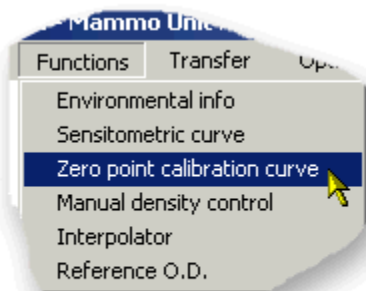 Mammo Unit
Functions Transfer
Environmental info
Sensitometric curve
Zero point calibration curve
Manual density control
Interpolator
Reference O.D.